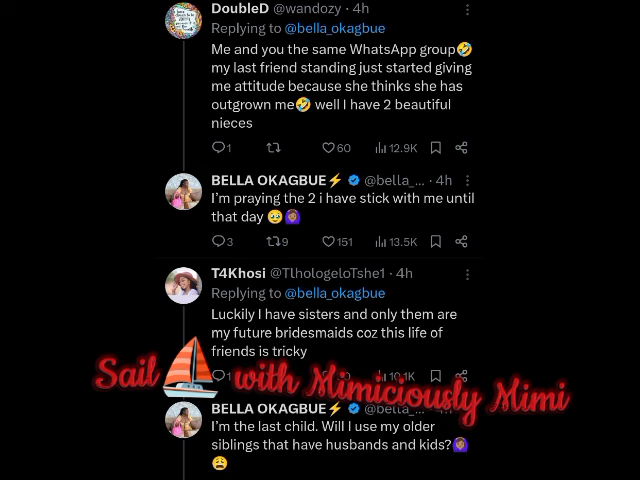 DoubleD @wandozy · 4h
Replying to @bella_okagbue
Me and you the same WhatsApp group🤣
my last friend standing just started giving
me attitude because she thinks she has
outgrown me🤣 well I have 2 beautiful
nieces
1 60 12.9K
BELLA OKAGBUE⚡ @bella_... · 4h
I'm praying the 2 i have stick with me until
that day 🥹🙆🏽‍♀️
3 9 151 13.5K
T4Khosi @TlhologeloTshe1 · 4h
Replying to @bella_okagbue
Luckily I have sisters and only them are
my future bridesmaids coz this life of
friends is tricky
1 10.1K
Sail ⛵ with Mimiciously Mimi
BELLA OKAGBUE⚡ @bella_... · 4h
I'm the last child. Will I use my older
siblings that have husbands and kids?🙆🏽‍♀️
😩